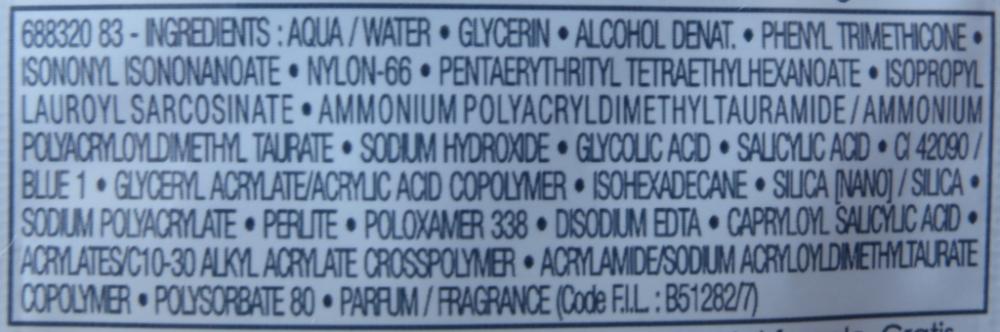 688320 83 - INGREDIENTS : AQUA / WATER • GLYCERIN • ALCOHOL DENAT. • PHENYL TRIMETHICONE •
ISONONYL ISONONANOATE • NYLON-66 • PENTAERYTHRITYL TETRAETHYLHEXANOATE • ISOPROPYL
LAUROYL SARCOSINATE • AMMONIUM POLYACRYLDIMETHYLTAURAMIDE / AMMONIUM
POLYACRYLOYLDIMETHYL TAURATE • SODIUM HYDROXIDE • GLYCOLIC ACID • SALICYLIC ACID • CI 42090 /
BLUE 1 • GLYCERYL ACRYLATE/ACRYLIC ACID COPOLYMER • ISOHEXADECANE • SILICA [NANO] / SILICA •
SODIUM POLYACRYLATE • PERLITE • POLOXAMER 338 • DISODIUM EDTA • CAPRYLOYL SALICYLIC ACID •
ACRYLATES/C10-30 ALKYL ACRYLATE CROSSPOLYMER • ACRYLAMIDE/SODIUM ACRYLOYLDIMETHYLTAURATE
COPOLYMER • POLYSORBATE 80 • PARFUM / FRAGRANCE (Code F.I.L. : B51282/7)